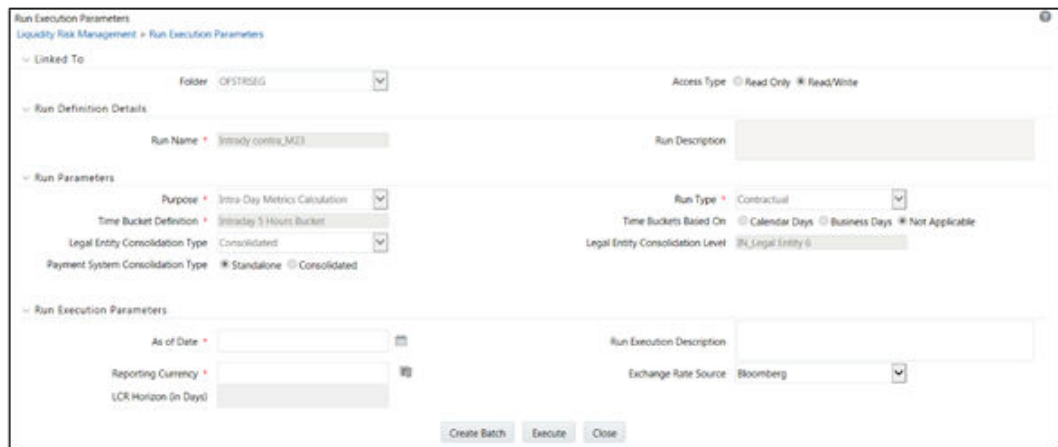 Run Execution Parameters
Liquidity Risk Management » Run Execution Parameters
Linked To
Folder OFSTRISEG Access Type Read Only Read/Write
Run Definition Details
Run Name * Intrady contra_M23 Run Description
Run Parameters
Purpose * Intra-Day Metrics Calculation Run Type * Contractual
Time Bucket Definition * Intraday 5 Hours Bucket Time Buckets Based On Calendar Days Business Days Not Applicable
Legal Entity Consolidation Type Consolidated Legal Entity Consolidation Level IN_Legal Entity 6
Payment System Consolidation Type Standalone Consolidated
Run Execution Parameters
As of Date * Run Execution Description
Reporting Currency * Exchange Rate Source Bloomberg
LCR Horizon (in Days)
Create Batch Execute Close